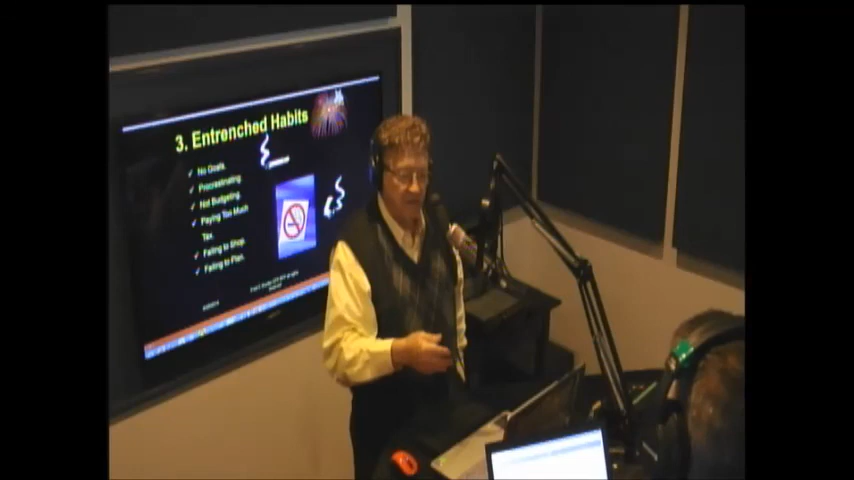 3. Entrenched Habits
No Goals.
Procrastinating.
Not Budgeting.
Paying Too Much
Tax.
Failing to Shop.
Failing to Plan.